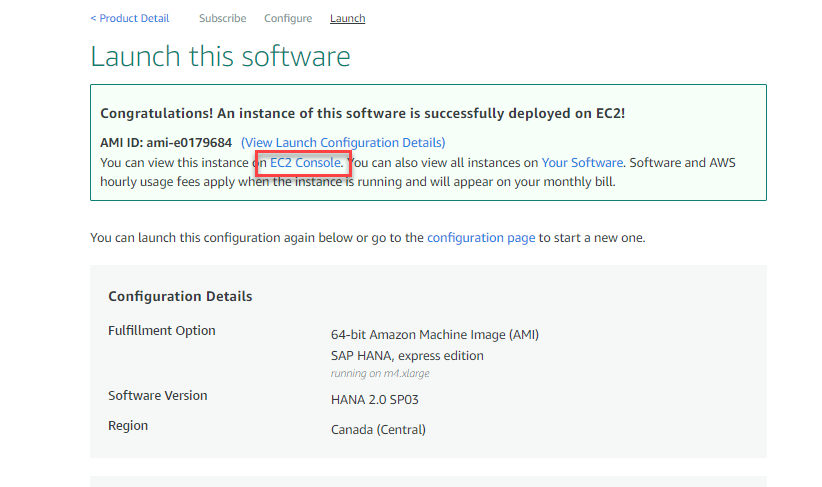 < Product Detail Subscribe Configure Launch
Launch this software
Congratulations! An instance of this software is successfully deployed on EC2!
AMI ID: ami-e0179684 (View Launch Configuration Details)
You can view this instance on EC2 Console. You can also view all instances on Your Software. Software and AWS
hourly usage fees apply when the instance is running and will appear on your monthly bill.
You can launch this configuration again below or go to the configuration page to start a new one.
Configuration Details
Fulfillment Option 64-bit Amazon Machine Image (AMI)
SAP HANA, express edition
running on m4.xlarge
Software Version HANA 2.0 SP03
Region Canada (Central)